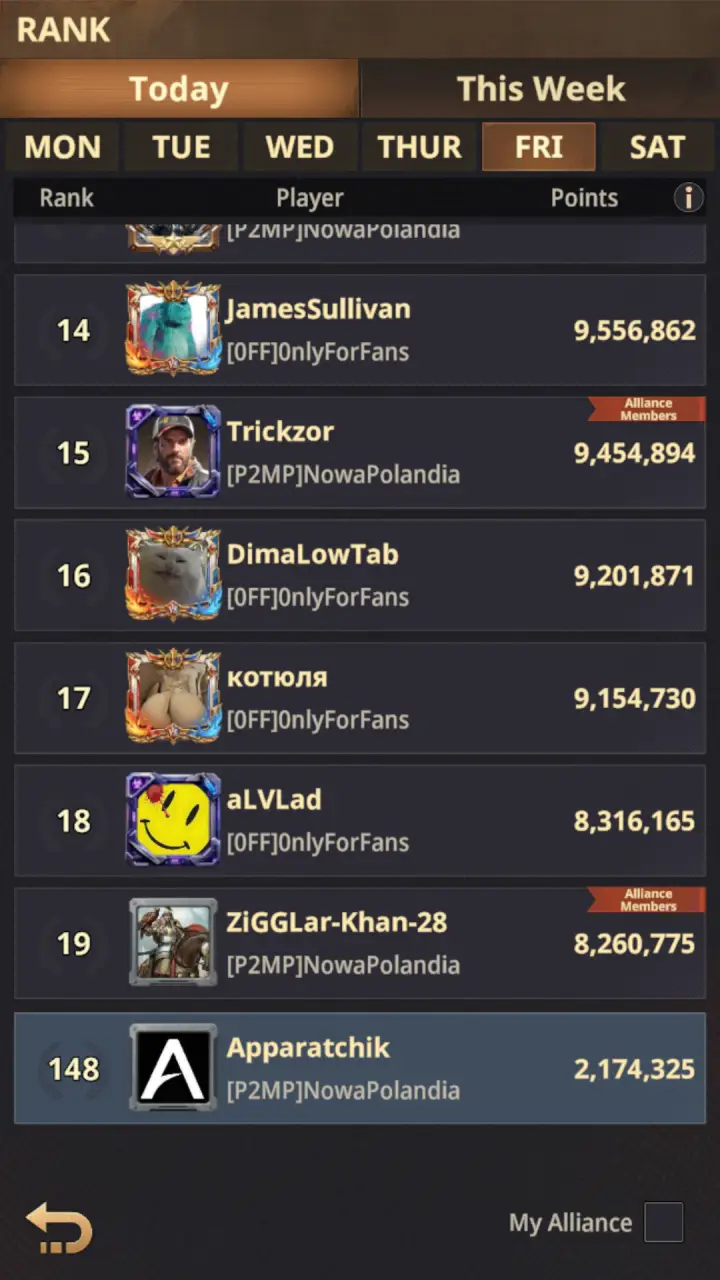 RANK
Today
This Week
MON
TUE
WED
THUR
FRI
SAT
Rank
Player
Points
[P2MP]NowaPolandia
14
JamesSullivan
[0FF]0nlyForFans
9,556,862
Alliance
Members
15
Trickzor
[P2MP]NowaPolandia
9,454,894
16
DimaLowTab
[0FF]0nlyForFans
9,201,871
17
котюля
[0FF]0nlyForFans
9,154,730
18
aLVLad
[0FF]0nlyForFans
8,316,165
Alliance
Members
19
ZiGGLar-Khan-28
[P2MP]NowaPolandia
8,260,775
148
Apparatchik
[P2MP]NowaPolandia
2,174,325
My Alliance